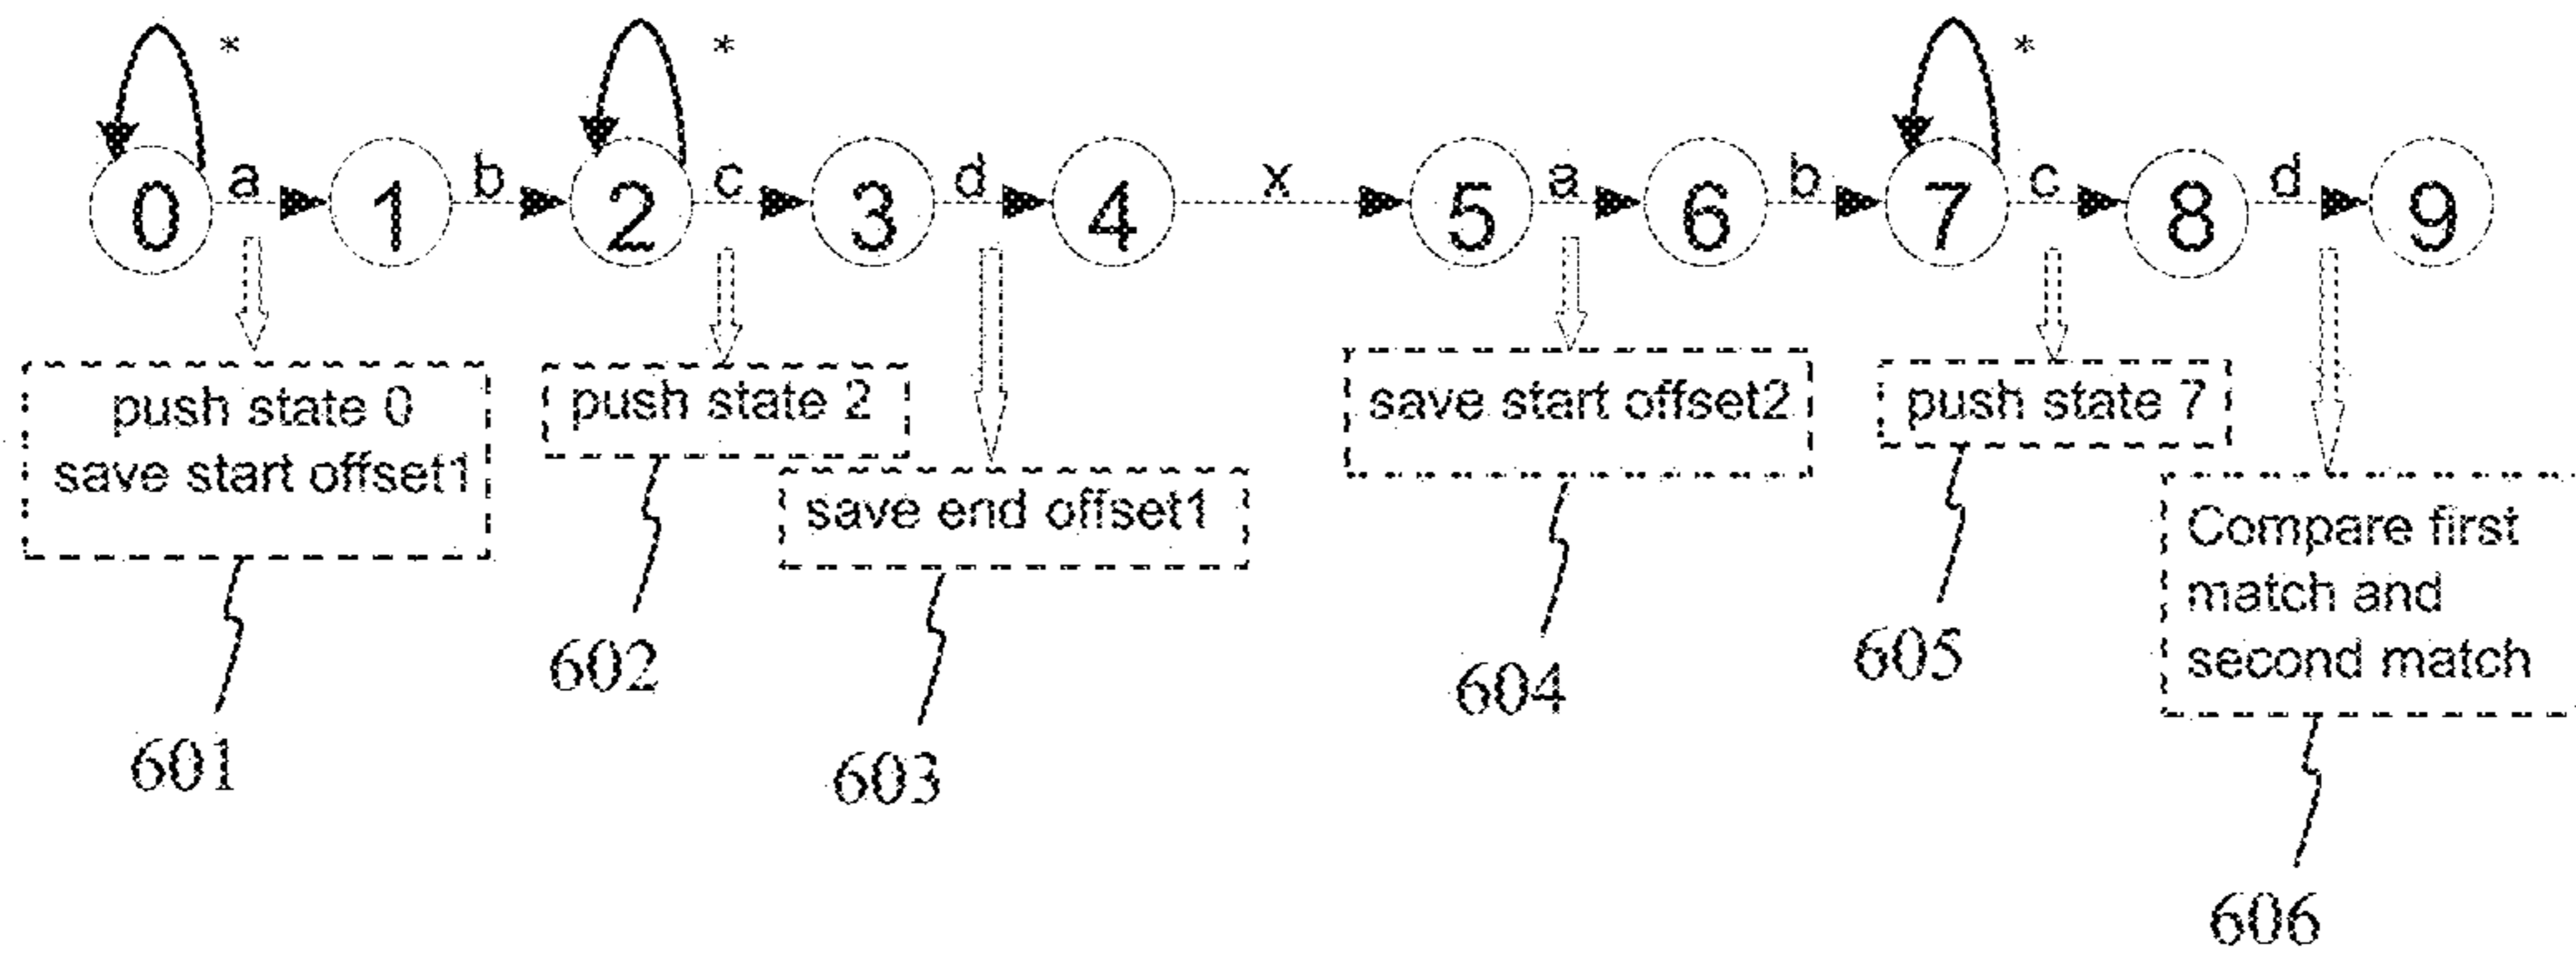 * * *
0 a 1 b 2 c 3 d 4 x 5 a 6 b 7 c 8 d 9
push state 0
save start offset1
push state 2
save end offset1
save start offset2
push state 7
Compare first
match and
second match
601
602
603
604
605
606